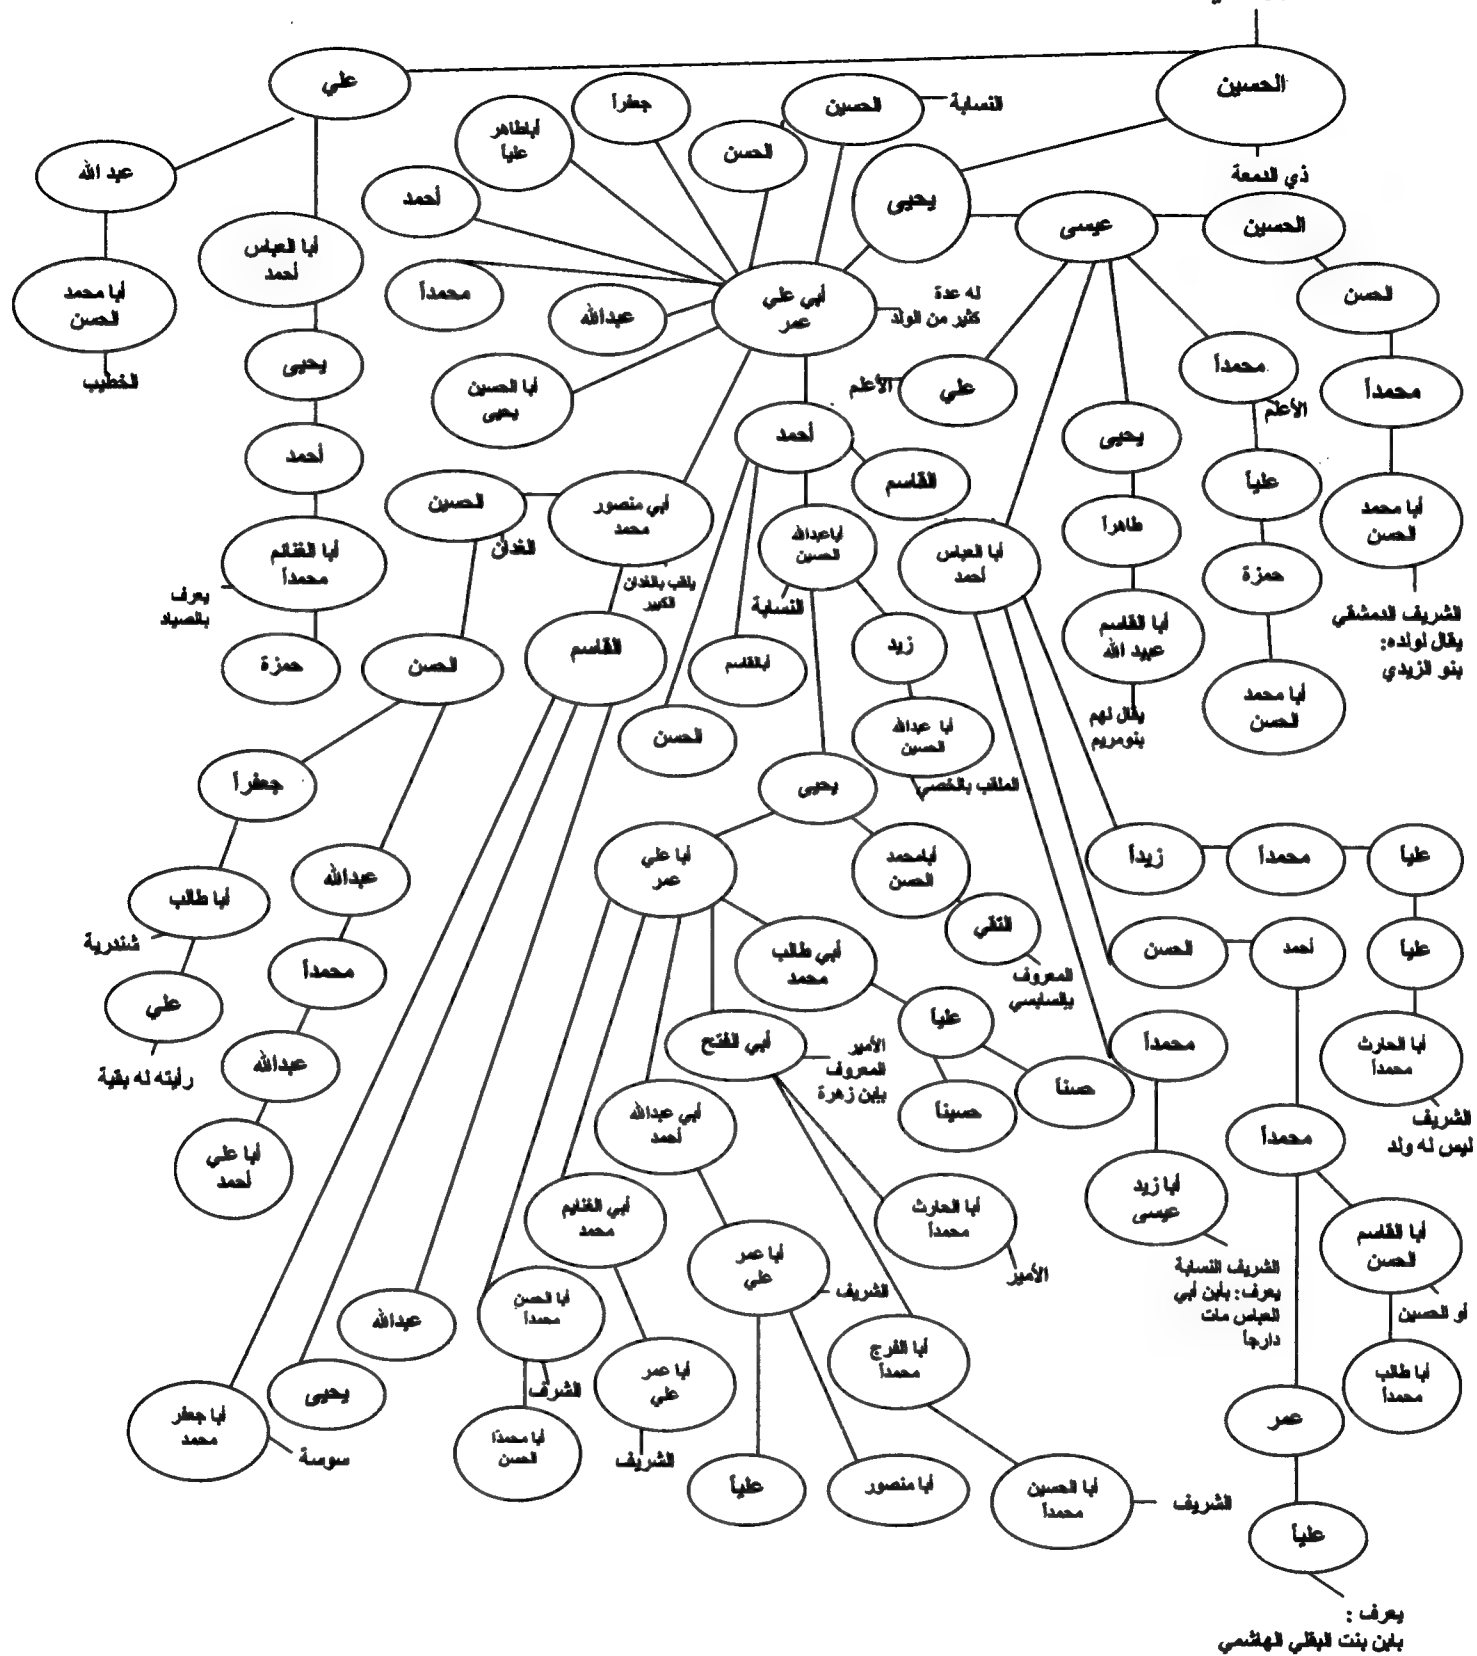 الحسين
ذي الدمعة
علي
جعفراً
الحسين
النسابة
أباطاهر
علياً
الحسن
عبد الله
أحمد
يحيى
عيسى
الحسين
أبا العباس
أحمد
أبا محمد
الحسن
الخطيب
محمداً
عبدالله
أبي علي
عمر
له عدة
كثير من الولد
الحسن
يحيى
أبا الحسين
يحيى
علي
الأعلم
محمداً
الأعلم
محمداً
أحمد
أحمد
القاسم
يحيى
علياً
الحسين
الغدان
أبي منصور
محمد
يلقب بالغدان
الكبير
أبا محمد
الحسن
الشريف الدمشقي
يقال لولده:
بنو الزيدي
أبا الغنائم
محمداً
يعرف
بالصياد
أباعبدالله
الحسين
النسابة
أبا العباس
أحمد
طاهراً
حمزة
حمزة
الحسن
القاسم
أباالقاسم
زيد
أبا القاسم
عبيد الله
يقال لهم
بنومريم
أبا محمد
الحسن
الحسن
أبا عبدالله
الحسين
الملقب بالخصي
جعفراً
يحيى
عبدالله
أبا علي
عمر
أبامحمد
الحسن
زيداً
محمداً
علياً
أبا طالب
شندرية
التقي
المعروف
بإلسابسي
الحسن
أحمد
علياً
محمداً
أبي طالب
محمد
علي
رأيته له بقية
عبدالله
أبي الفتح
الأمير
المعروف
بإبن زهرة
علياً
حسيناً
حسناً
محمداً
أبا الحارث
محمداً
الشريف
ليس له ولد
أبا علي
أحمد
أبي عبدالله
أحمد
محمداً
أبي الغنايم
محمد
أبا الحارث
محمداً
الأمير
أبا زيد
عيسى
الشريف النسابة
يعرف: بأبن أبي
العباس مات
دارجاً
أبا القاسم
الحسن
أو الحسين
أبا عمر
علي
الشريف
عبدالله
أبا الحسن
محمداً
الشرف
أبا الفرج
محمداً
أبا طالب
محمداً
يحيى
أبا عمر
علي
الشريف
أبا جعفر
محمد
سوسة
أبا محمدًا
الحسن
عمر
علياً
أبا منصور
أبا الحسين
محمداً
الشريف
علياً
يعرف :
بابن بنت البقلي الهاشمي